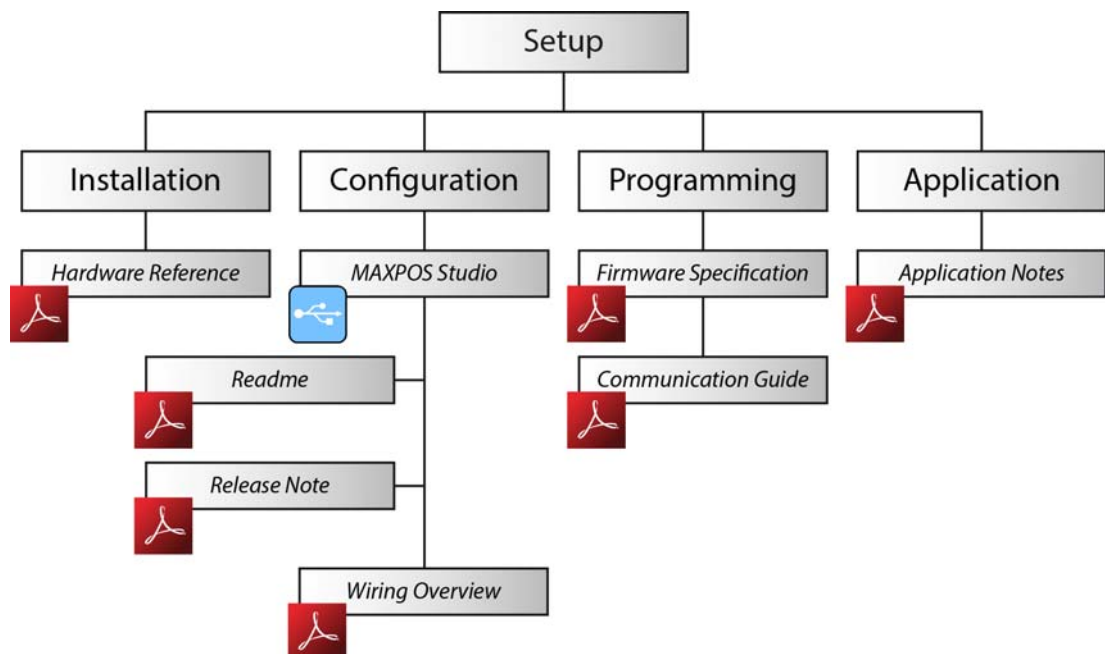 Setup
Installation
Configuration
Programming
Application
Hardware Reference
MAXPOS Studio
Firmware Specification
Application Notes
Readme
Communication Guide
Release Note
Wiring Overview